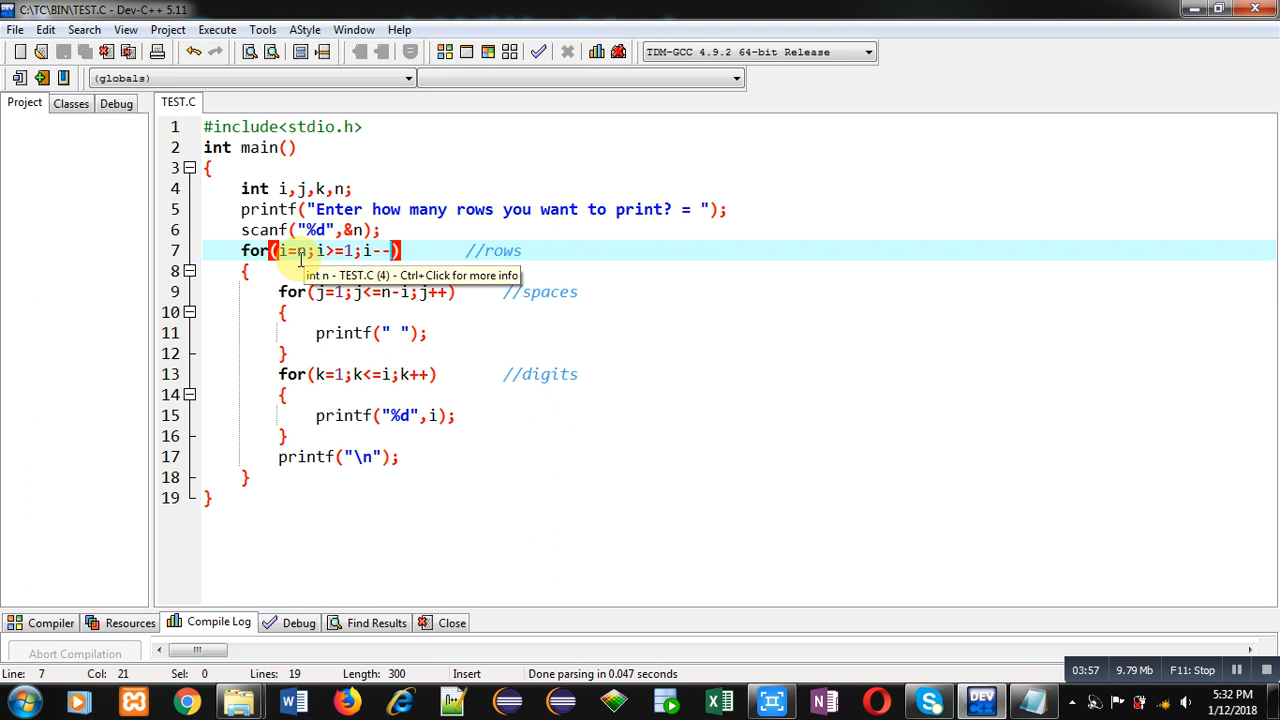 C:\TC\BIN\TEST.C - Dev-C++ 5.11
File Edit Search View Project Execute Tools AStyle Window Help
TDM-GCC 4.9.2 64-bit Release
(globals)
Project Classes Debug TEST.C
1 #include<stdio.h>
2 int main()
3 {
4 int i,j,k,n;
5 printf("Enter how many rows you want to print? = ");
6 scanf("%d",&n);
7 for(i=n;i>=1;i--) //rows
8 {
int n - TEST.C (4) - Ctrl+Click for more info
9 for(j=1;j<=n-i;j++) //spaces
10 {
11 printf(" ");
12 }
13 for(k=1;k<=i;k++) //digits
14 {
15 printf("%d",i);
16 }
17 printf("\n");
18 }
19 }
Compiler Resources Compile Log Debug Find Results Close
Abort Compilation
Line: 7 Col: 21 Sel: 0 Lines: 19 Length: 300 Insert Done parsing in 0.047 seconds
03:57 9.79 Mb F11: Stop
5:32 PM
1/12/2018